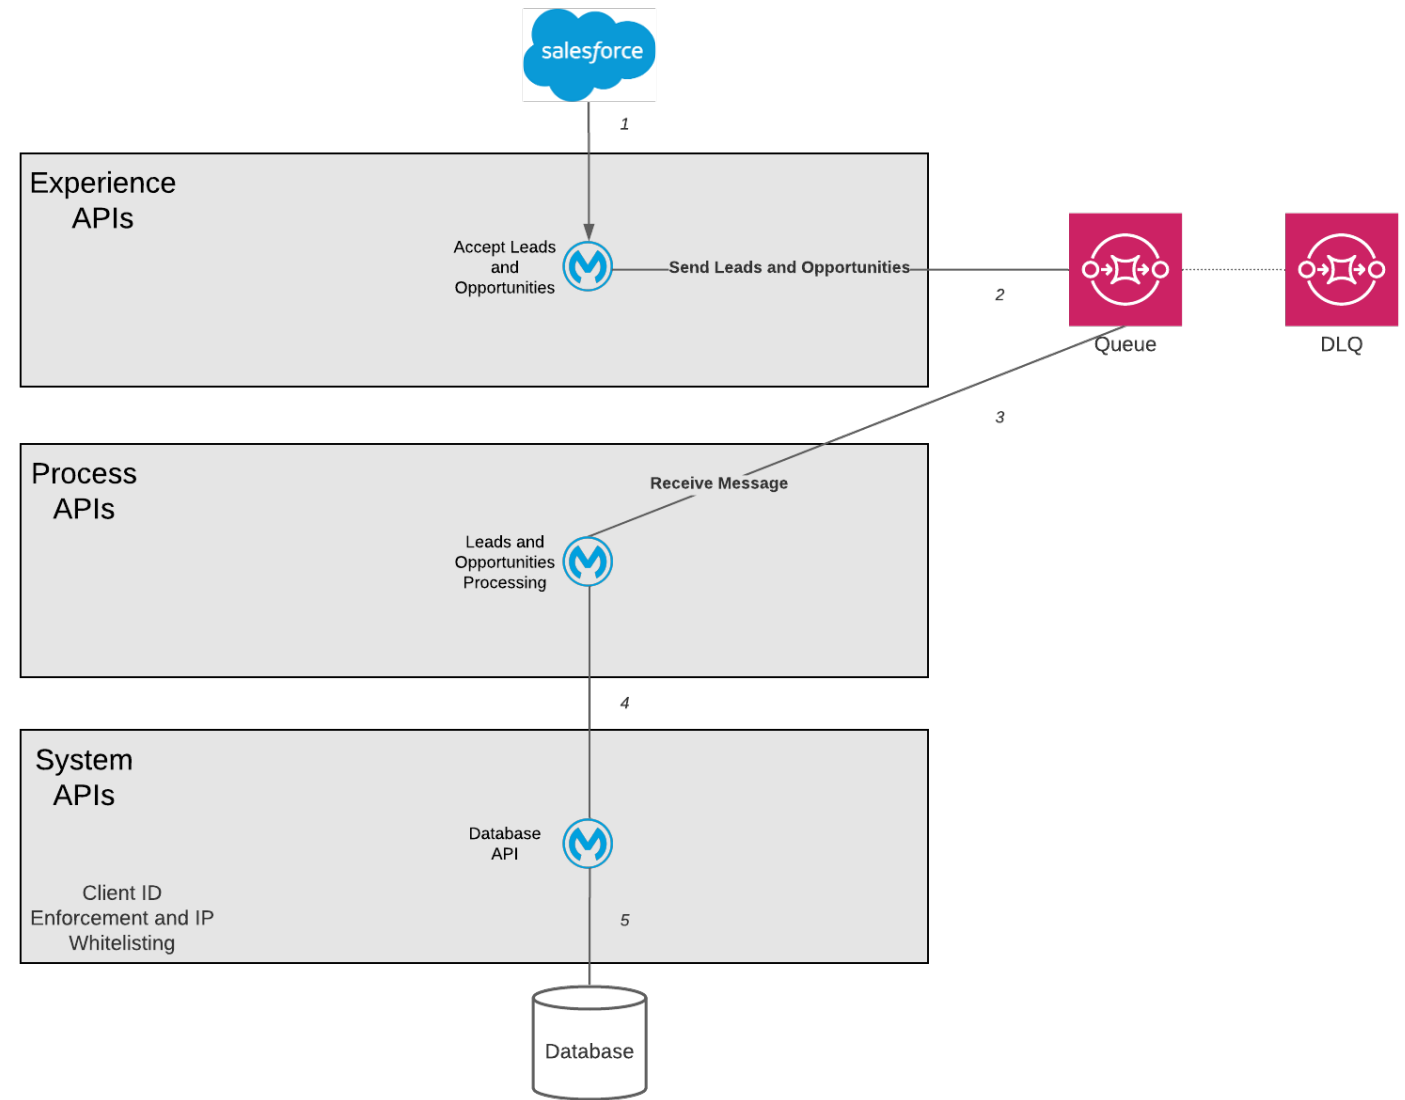 salesforce
1
Experience
APIs
Accept Leads
and
Opportunities
Send Leads and Opportunities
2
Queue
DLQ
3
Process
APIs
Receive Message
Leads and
Opportunities
Processing
4
System
APIs
Database
API
Client ID
Enforcement and IP
Whitelisting
5
Database